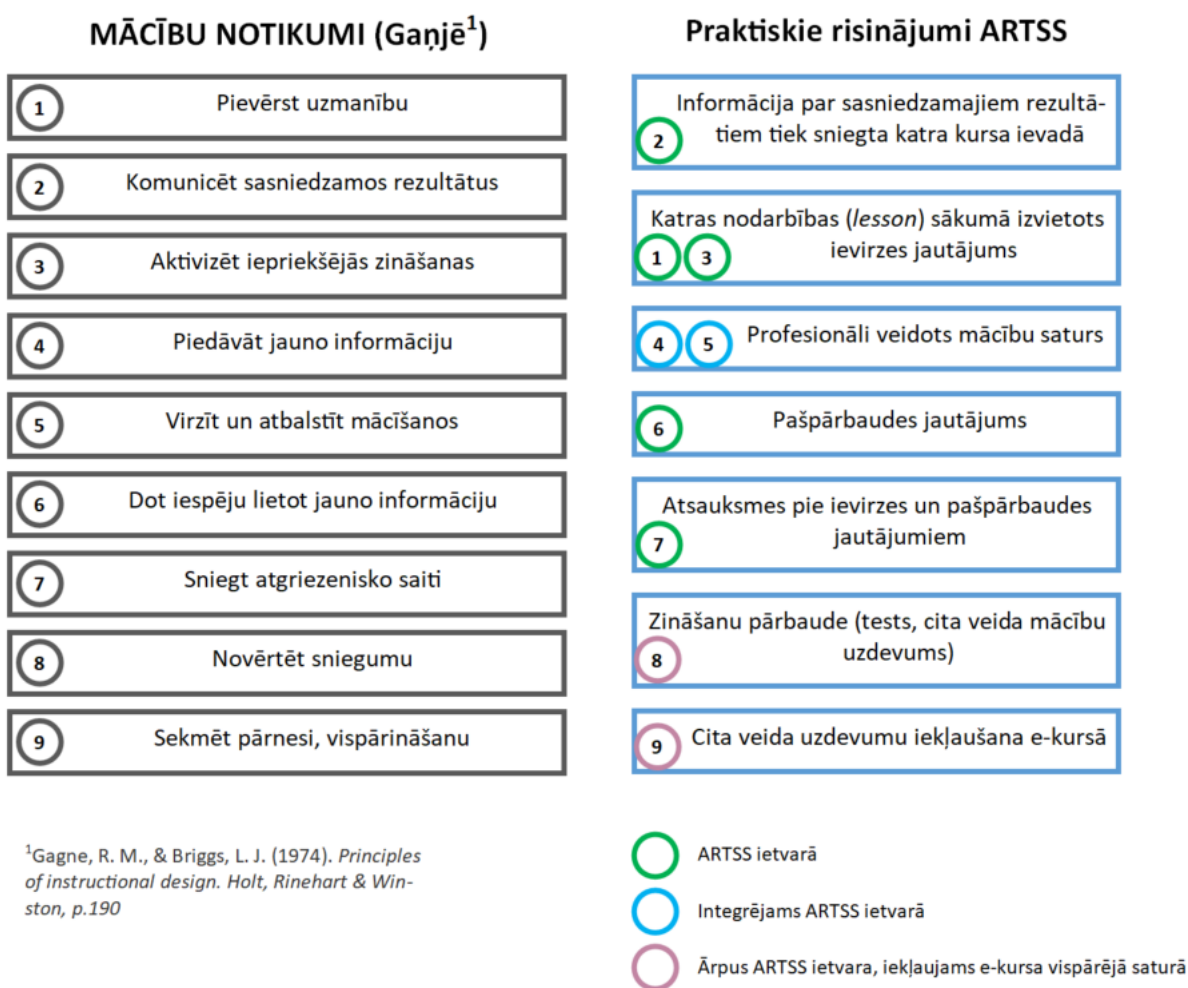 MĀCĪBU NOTIKUMI (Gaņjē¹)
1 Pievērst uzmanību
2 Komunicēt sasniedzamos rezultātus
3 Aktivizēt iepriekšējās zināšanas
4 Piedāvāt jauno informāciju
5 Virzīt un atbalstīt mācīšanos
6 Dot iespēju lietot jauno informāciju
7 Sniegt atgriezenisko saiti
8 Novērtēt sniegumu
9 Sekmēt pārnesi, vispārināšanu
¹Gagne, R. M., & Briggs, L. J. (1974). Principles
of instructional design. Holt, Rinehart & Win-
ston, p.190
Praktiskie risinājumi ARTSS
Informācija par sasniedzamajiem rezultā-
2 tiem tiek sniegta katra kursa ievadā
Katras nodarbības (lesson) sākumā izvietots
1 3 ievirzes jautājums
4 5 Profesionāli veidots mācību saturs
6 Pašpārbaudes jautājums
Atsauksmes pie ievirzes un pašpārbaudes
7 jautājumiem
Zināšanu pārbaude (tests, cita veida mācību
8 uzdevums)
9 Cita veida uzdevumu iekļaušana e-kursā
ARTSS ietvarā
Integrējams ARTSS ietvarā
Ārpus ARTSS ietvara, iekļaujams e-kursa vispārējā saturā